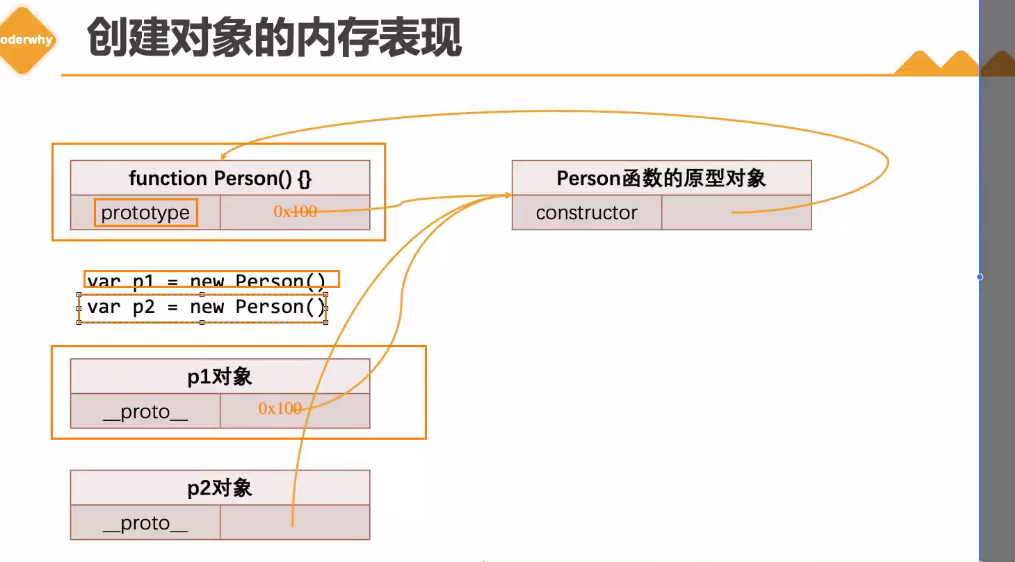 oderwhy
创建对象的内存表现
function Person() {}
prototype
0x100
Person函数的原型对象
constructor
var p1 = new Person()
var p2 = new Person()
p1对象
__proto__
0x100
p2对象
__proto__